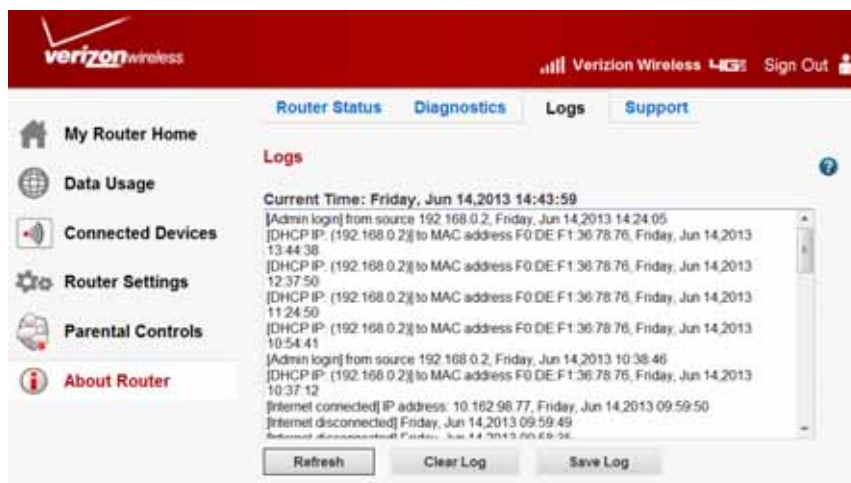 verizonwireless
Verizion Wireless 4G
Sign Out
My Router Home
Data Usage
Connected Devices
Router Settings
Parental Controls
About Router
Router Status Diagnostics Logs Support
Logs
Current Time: Friday, Jun 14,2013 14:43:59
[Admin login] from source 192.168.0.2, Friday, Jun 14,2013 14:24:05
[DHCP IP: (192.168.0.2)] to MAC address F0:DE:F1:36:78:76, Friday, Jun 14,2013
13:44:38
[DHCP IP: (192.168.0.2)] to MAC address F0:DE:F1:36:78:76, Friday, Jun 14,2013
12:37:50
[DHCP IP: (192.168.0.2)] to MAC address F0:DE:F1:36:78:76, Friday, Jun 14,2013
11:24:50
[DHCP IP: (192.168.0.2)] to MAC address F0:DE:F1:36:78:76, Friday, Jun 14,2013
10:54:41
[Admin login] from source 192.168.0.2, Friday, Jun 14,2013 10:38:46
[DHCP IP: (192.168.0.2)] to MAC address F0:DE:F1:36:78:76, Friday, Jun 14,2013
10:37:12
[Internet connected] IP address: 10.162.98.77, Friday, Jun 14,2013 09:59:50
[Internet disconnected] Friday, Jun 14,2013 09:59:49
[Internet disconnected] Friday, Jun 14,2013
Refresh Clear Log Save Log